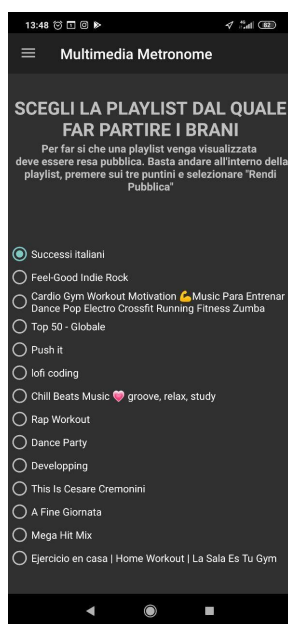 13:48
4G
82
Multimedia Metronome
SCEGLI LA PLAYLIST DAL QUALE
FAR PARTIRE I BRANI
Per far si che una playlist venga visualizzata
deve essere resa pubblica. Basta andare all'interno della
playlist, premere sui tre puntini e selezionare "Rendi
Pubblica"
Successi italiani
Feel-Good Indie Rock
Cardio Gym Workout Motivation 💪Music Para Entrenar
Dance Pop Electro Crossfit Running Fitness Zumba
Top 50 - Globale
Push it
lofi coding
Chill Beats Music 💗 groove, relax, study
Rap Workout
Dance Party
Developping
This Is Cesare Cremonini
A Fine Giornata
Mega Hit Mix
Ejercicio en casa | Home Workout | La Sala Es Tu Gym